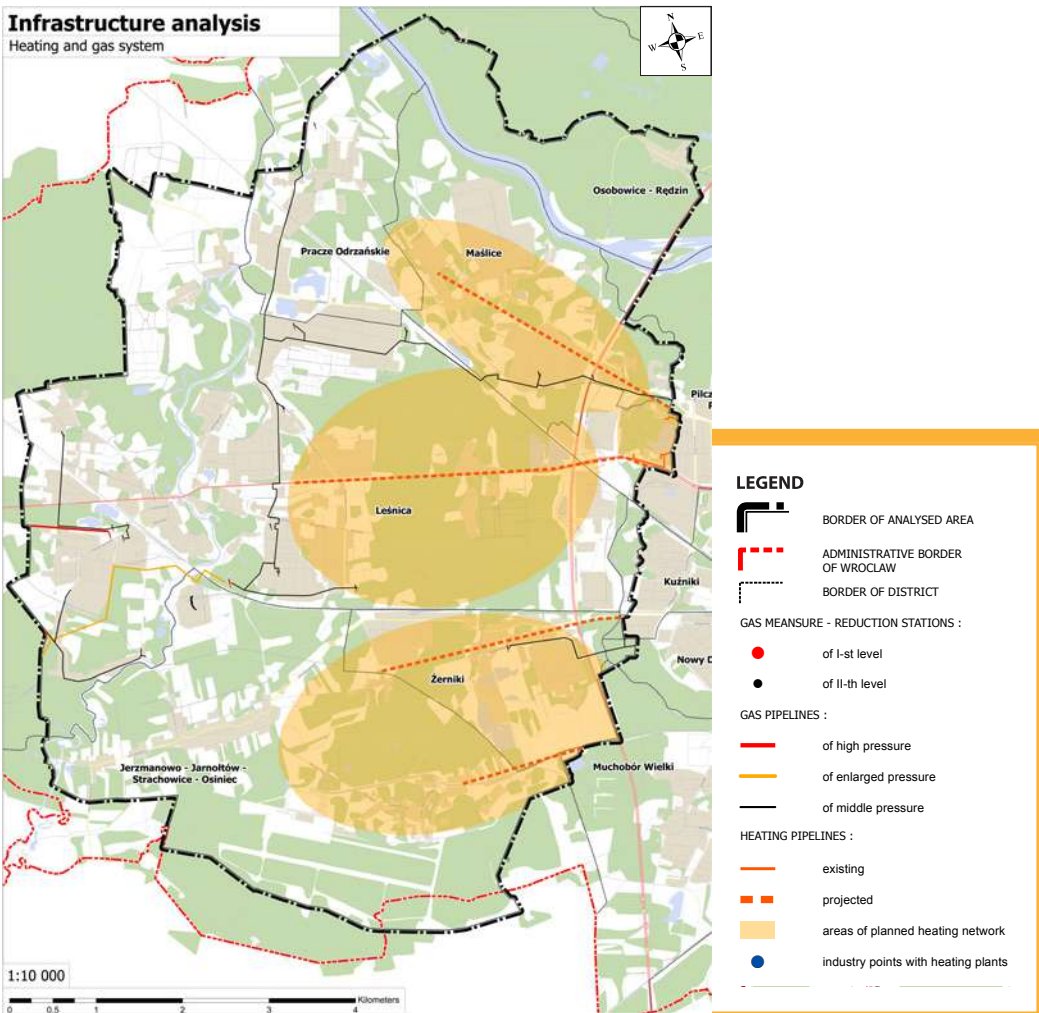 Infrastructure analysis
Heating and gas system
N
W
E
S
Osobowice - Rędzin
Pracze Odrzańskie
Maślice
Leśnica
Kuźniki
Żerniki
Jerzmanowo - Jarnołtów -
Strachowice - Osiniec
Muchobór Wielki
1:10 000
Kilometers
0 0.5 1 2 3 4
LEGEND
BORDER OF ANALYSED AREA
ADMINISTRATIVE BORDER
OF WROCLAW
BORDER OF DISTRICT
GAS MEANSURE - REDUCTION STATIONS :
of I-st level
of II-th level
GAS PIPELINES :
of high pressure
of enlarged pressure
of middle pressure
HEATING PIPELINES :
existing
projected
areas of planned heating network
industry points with heating plants